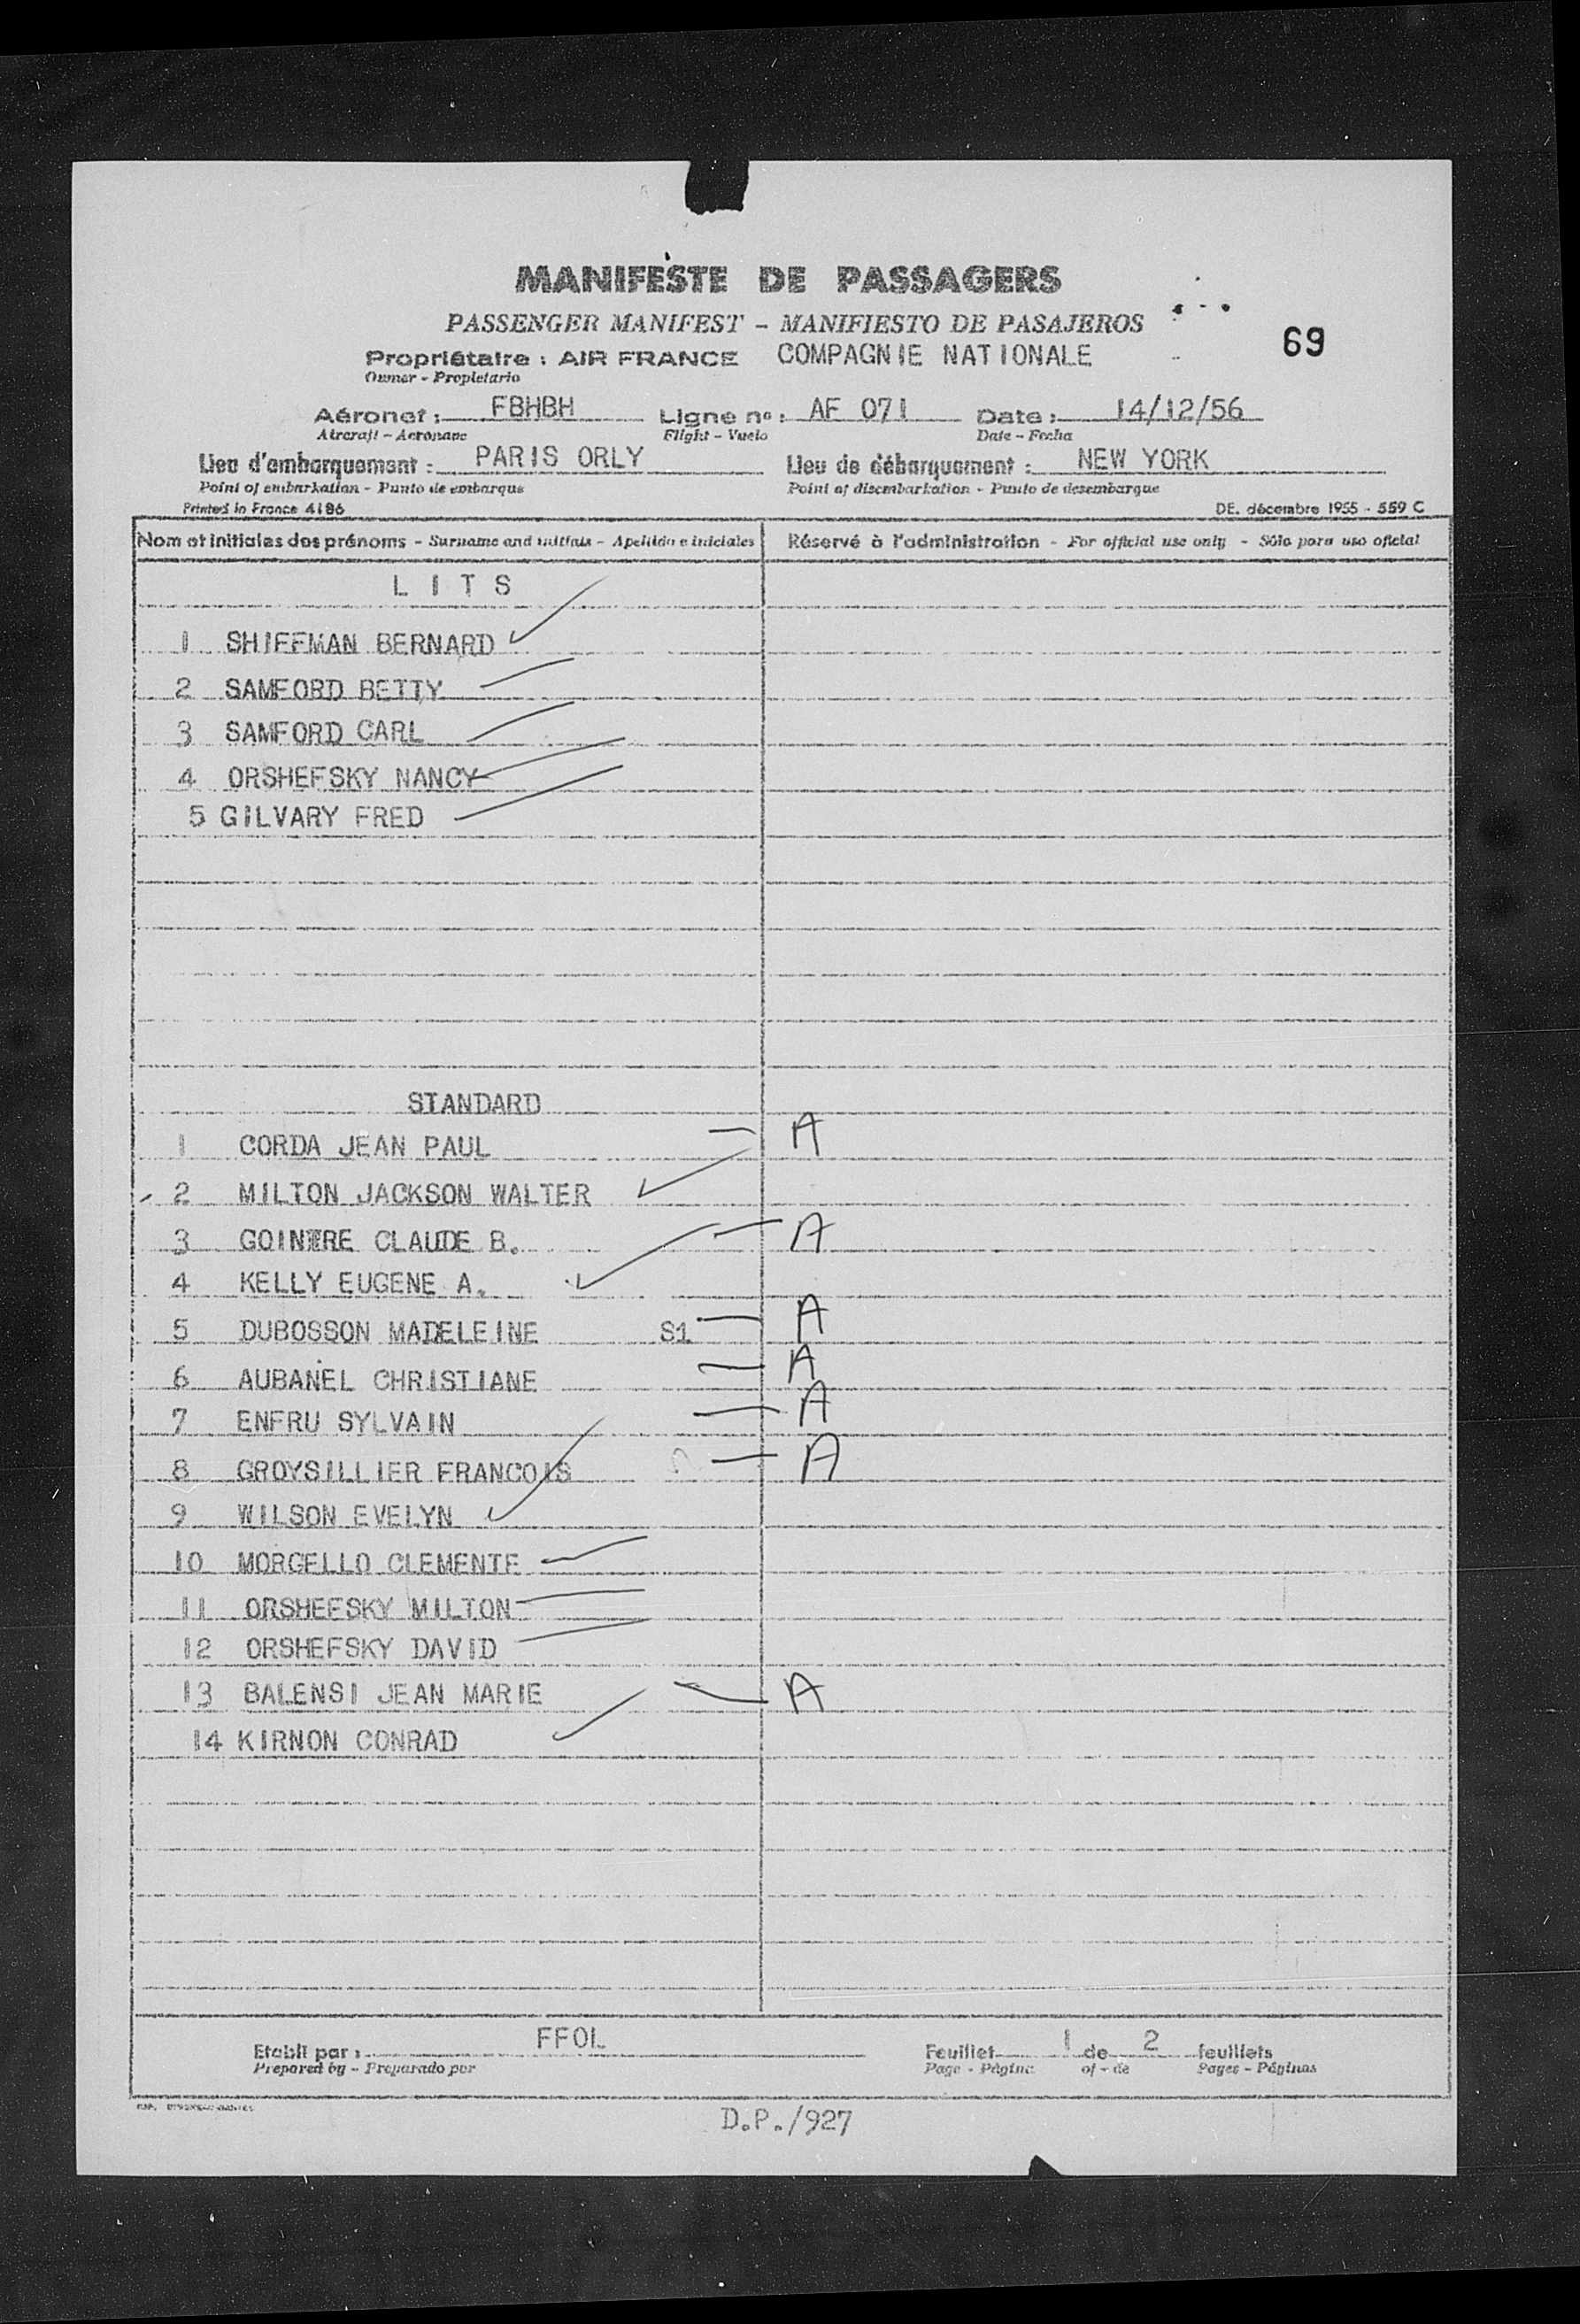 MANIFESTE DE PASSAGERS
PASSENGER MANIFEST - MANIFIESTO DE PASAJEROS
69
Propriétaire : AIR FRANCE COMPAGNIE NATIONALE
Owner - Propietario
Aéronef : FBHBH Ligne nº : AF 071 Date : 14/12/56
Aircraft - Aeronave Flight - Vuelo Date - Fecha
Lieu d'embarquement : PARIS ORLY Lieu de débarquement : NEW YORK
Point of embarkation - Punto de embarque Point of disembarkation - Punto de desembarque
Printed in France 4186 DE. décembre 1955 - 559 C
Nom et initiales des prénoms - Surname and initials - Apellido e iniciales Réservé à l'administration - For official use only - Sólo para uso oficial
LITS
1 SHIFFMAN BERNARD
2 SAMFORD BETTY
3 SAMFORD CARL
4 ORSHEFSKY NANCY
5 GILVARY FRED
STANDARD
1 CORDA JEAN PAUL A
2 MILTON JACKSON WALTER
3 GOINTRE CLAUDE B. A
4 KELLY EUGENE A.
5 DUBOSSON MADELEINE S1 A
6 AUBANEL CHRISTIANE A
7 ENFRU SYLVAIN A
8 GROYSILLIER FRANCOIS A
9 WILSON EVELYN
10 MORGELLO CLEMENTE
11 ORSHEFSKY MILTON
12 ORSHEFSKY DAVID
13 BALENSI JEAN MARIE A
14 KIRNON CONRAD
Etabli par : FFOL Feuillet 1 de 2 feuillets
Prepared by - Preparado por Page - Página of - de Pages - Páginas
D.P./927